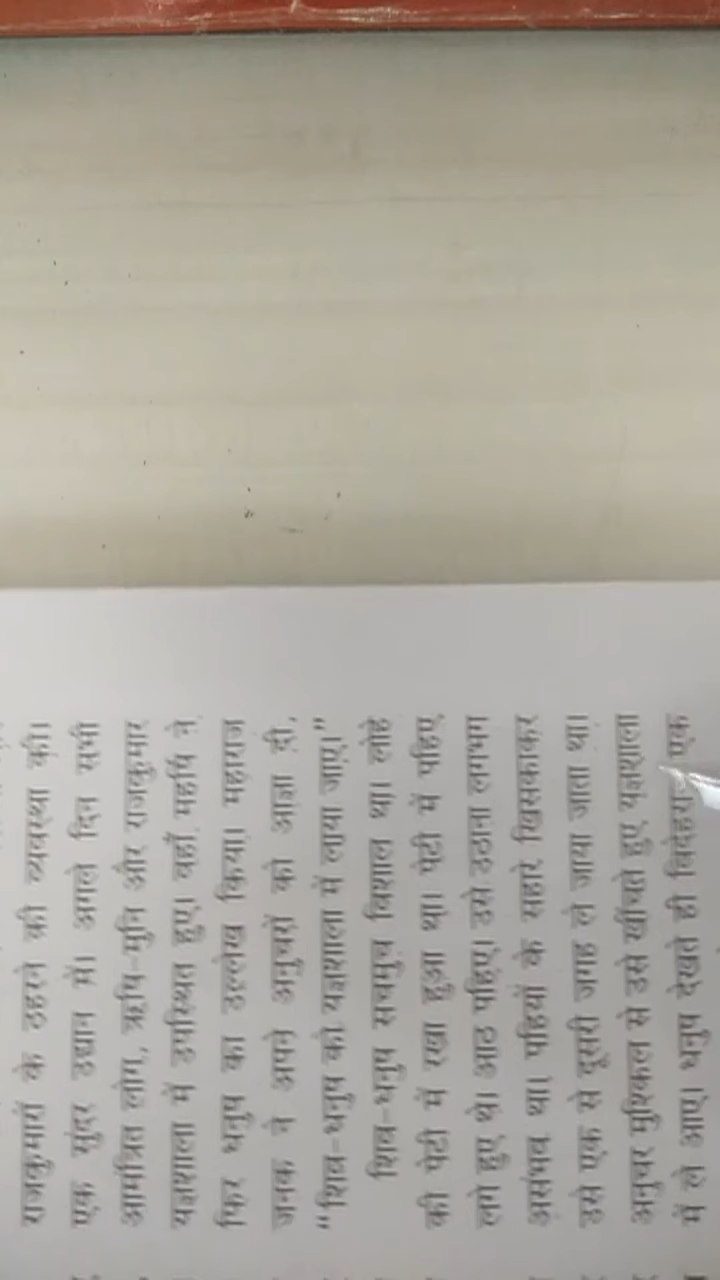 राजकुमारों के ठहरने की व्यवस्था की।
एक सुंदर उद्यान में। अगले दिन सभी
आमंत्रित लोग, ऋषि-मुनि और राजकुमार
यज्ञशाला में उपस्थित हुए। वहाँ महर्षि ने
फिर धनुष का उल्लेख किया। महाराज
जनक ने अपने अनुचरों को आज्ञा दी,
“शिव-धनुष को यज्ञशाला में लाया जाए।”
शिव-धनुष सचमुच विशाल था। लोहे
की पेटी में रखा हुआ था। पेटी में पहिए
लगे हुए थे। आठ पहिए। उसे उठाना लगभग
असंभव था। पहियों के सहारे खिसकाकर
उसे एक से दूसरी जगह ले जाया जाता था।
अनुचर मुश्किल से उसे खींचते हुए यज्ञशाला
में ले आए। धनुष देखते ही एक